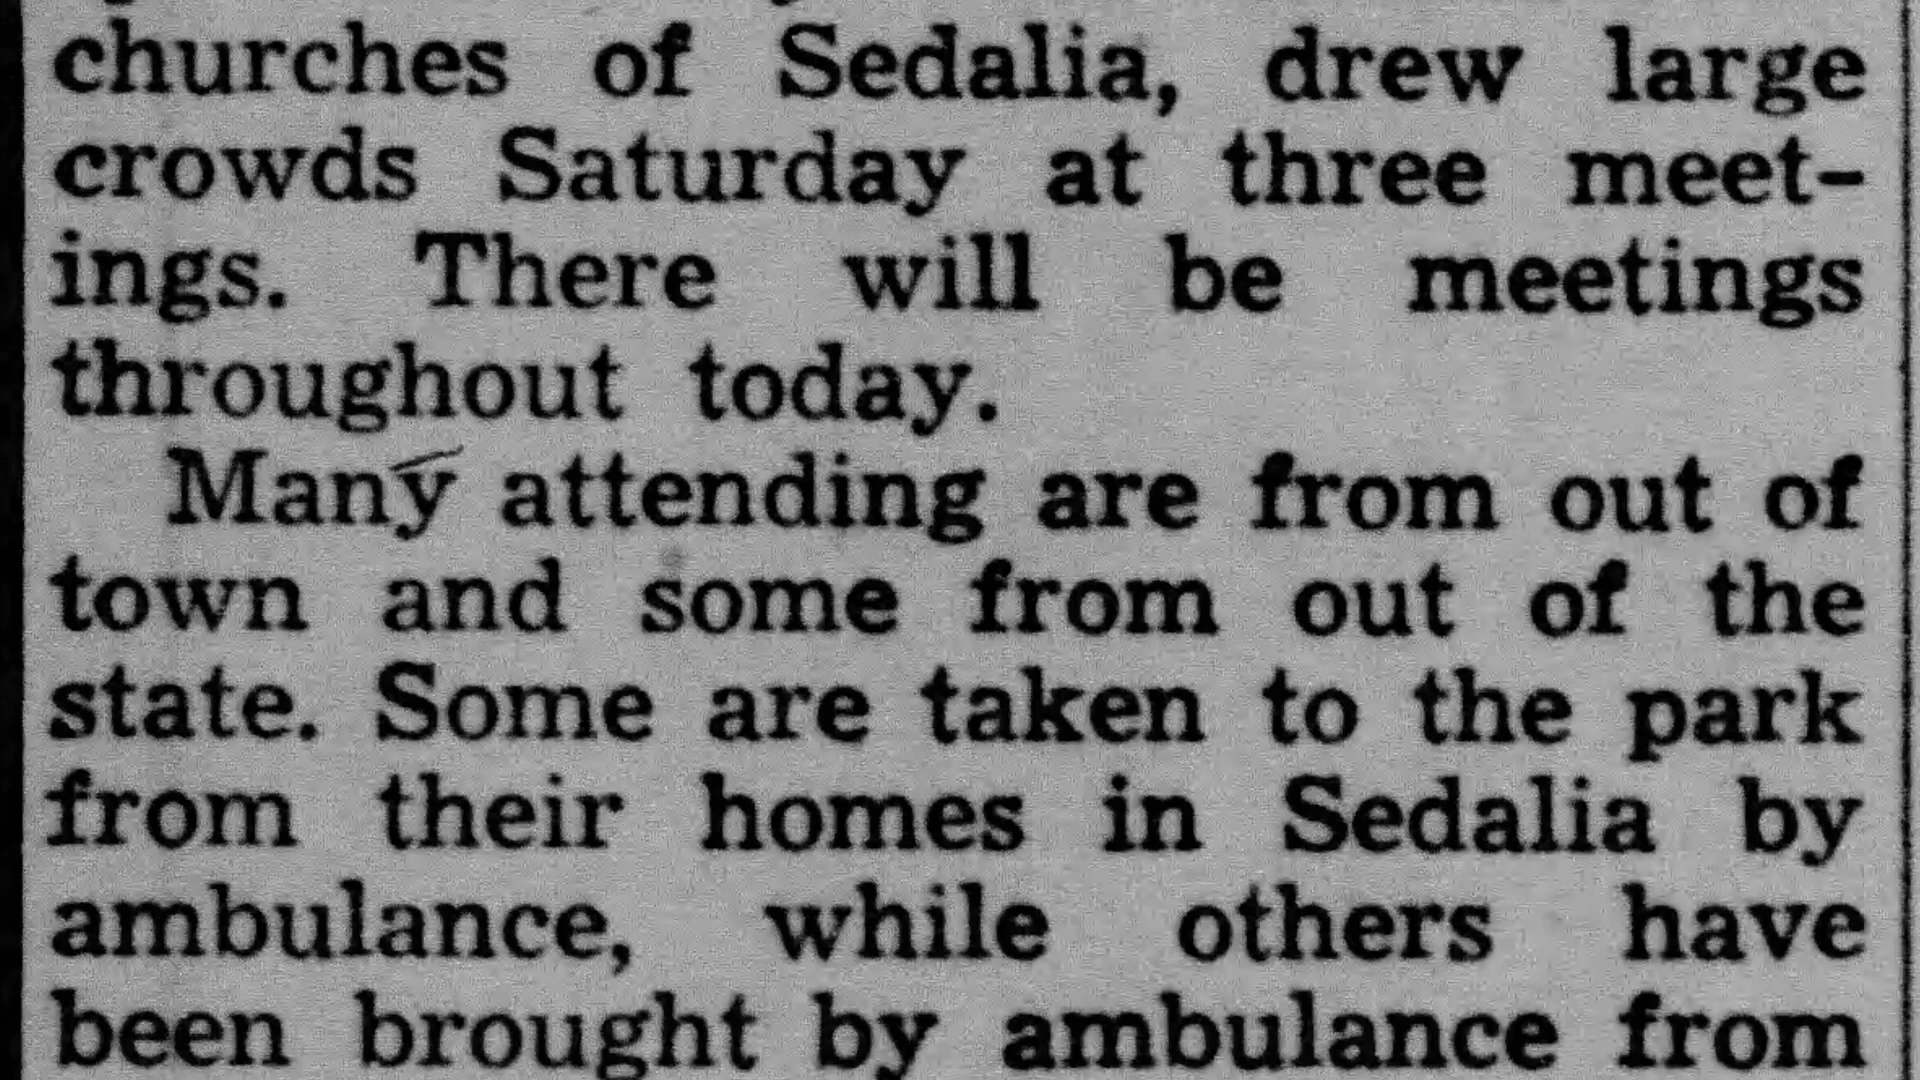 churches of Sedalia, drew large
crowds Saturday at three meet-
ings. There will be meetings
throughout today.
Many attending are from out of
town and some from out of the
state. Some are taken to the park
from their homes in Sedalia by
ambulance, while others have
been brought by ambulance from